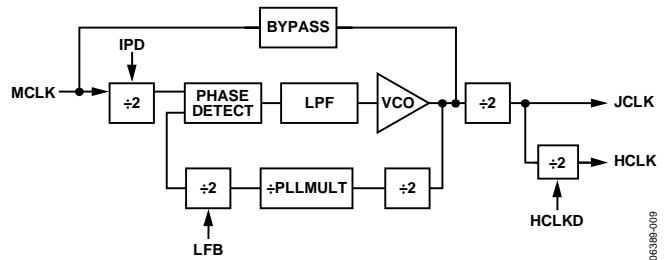 BYPASS
IPD
MCLK
÷2
PHASE
DETECT
LPF
VCO
÷2
JCLK
÷2
÷PLLMULT
÷2
÷2
HCLK
LFB
HCLKD
06389-009